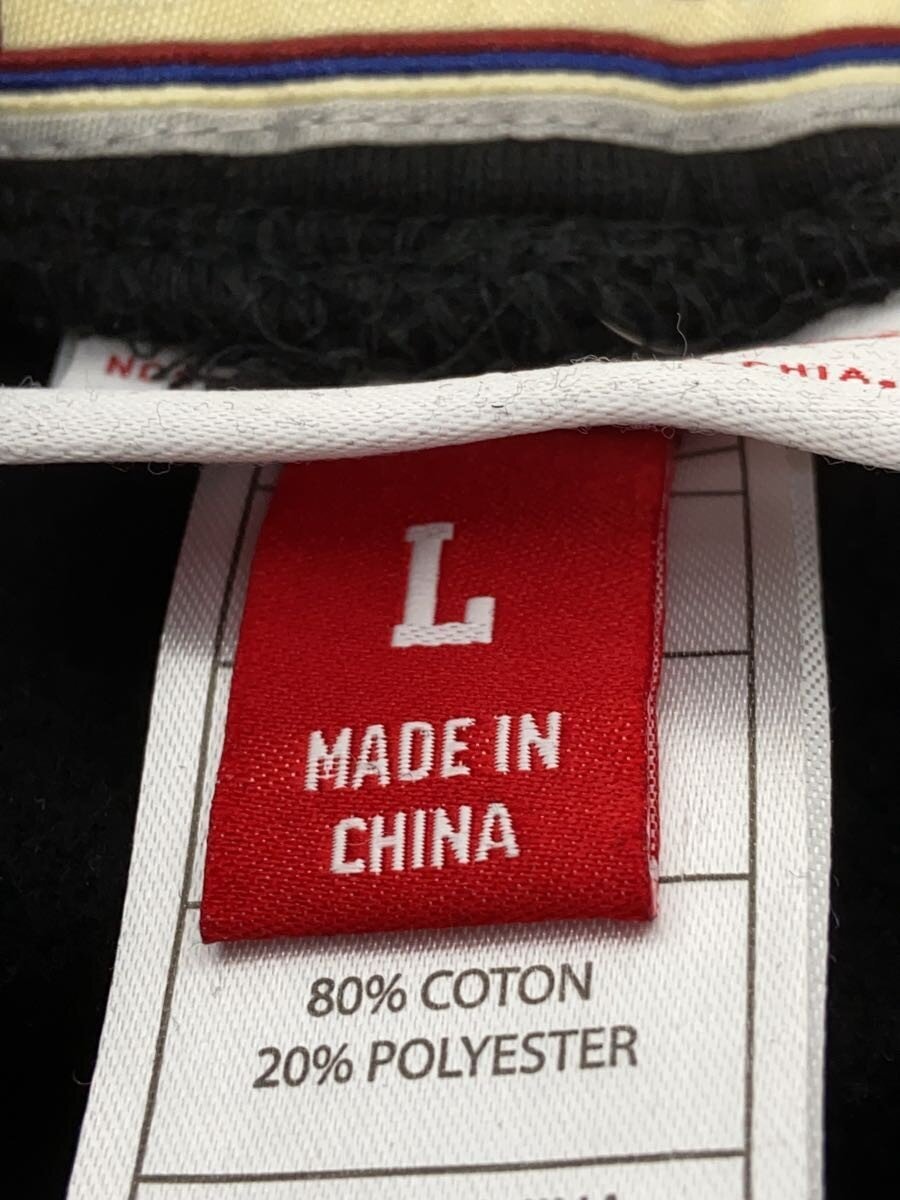 L
MADE IN
CHINA
80% COTON
20% POLYESTER